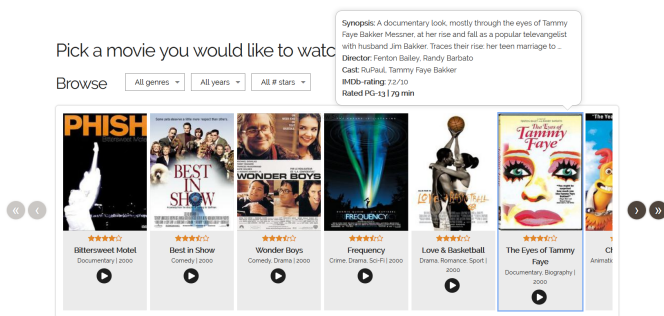 Pick a movie you would like to watc
Synopsis: A documentary look, mostly through the eyes of Tammy
Faye Bakker Messner, at her rise and fall as a popular televangelist
with husband Jim Bakker. Traces their rise: her teen marriage to ...
Director: Fenton Bailey, Randy Barbato
Cast: RuPaul, Tammy Faye Bakker
IMDb-rating: 7.2/10
Rated PG-13 | 79 min
Browse
All genres
All years
All # stars
PHISH
BEST
IN
SHOW
WONDER BOYS
FREQUENCY
The Eyes of
Tammy
Faye
Bittersweet Motel
Documentary | 2000
Best in Show
Comedy | 2000
Wonder Boys
Comedy, Drama | 2000
Frequency
Crime, Drama, Sci-Fi |
2000
Love & Basketball
Drama, Romance, Sport |
2000
The Eyes of Tammy
Faye
Documentary, Biography |
2000
Ch
Animatic